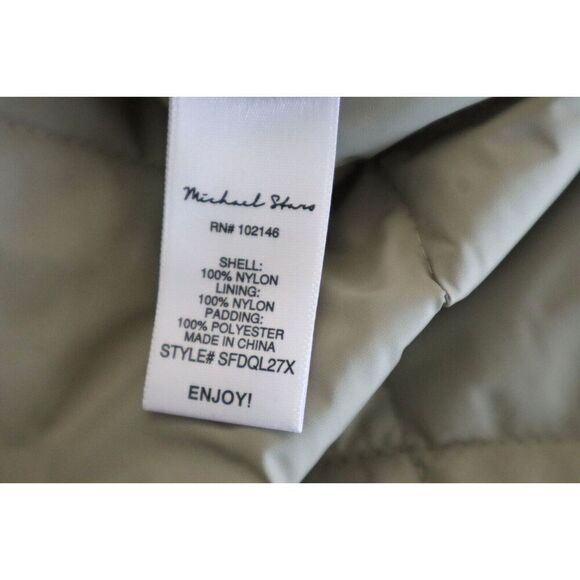 Michael Stars
RN# 102146
SHELL:
100% NYLON
LINING:
100% NYLON
PADDING:
100% POLYESTER
MADE IN CHINA
STYLE# SFDQL27X
ENJOY!